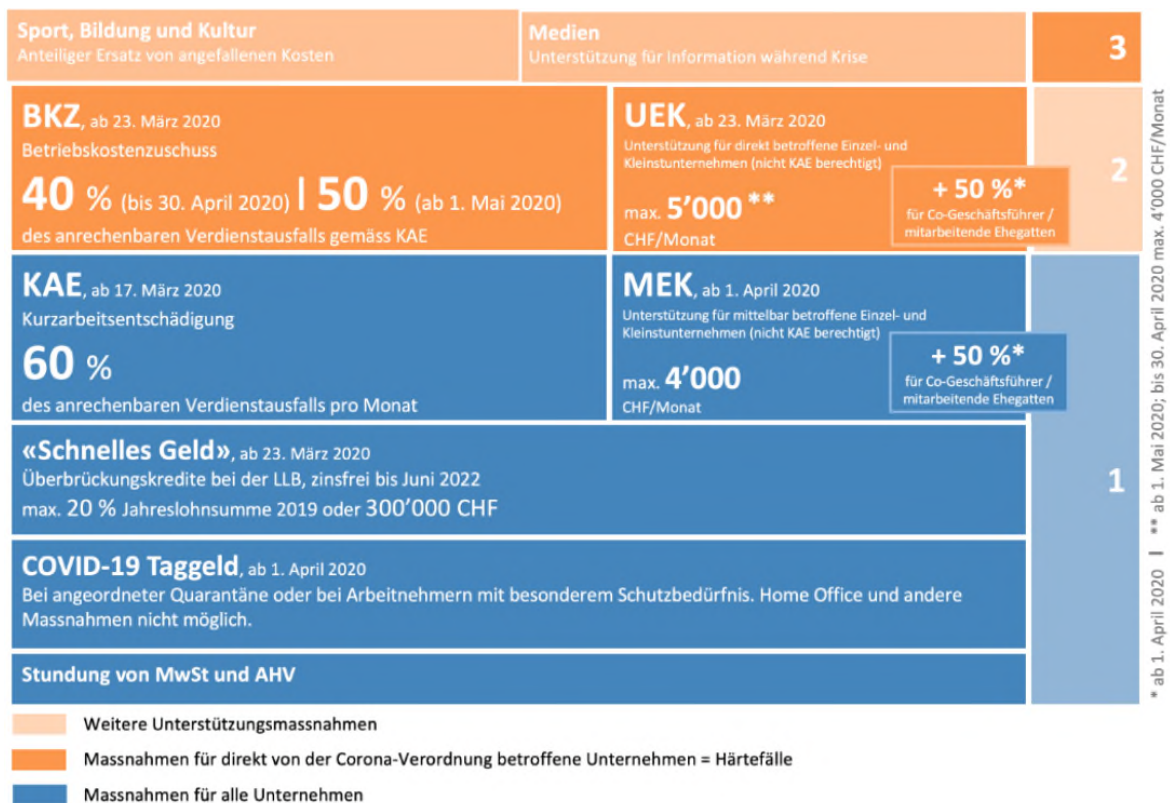 Sport, Bildung und Kultur
Anteiliger Ersatz von angefallenen Kosten
Medien
Unterstützung für Information während Krise
3
BKZ, ab 23. März 2020
Betriebskostenzuschuss
40 % (bis 30. April 2020) | 50 % (ab 1. Mai 2020)
des anrechenbaren Verdienstausfalls gemäss KAE
UEK, ab 23. März 2020
Unterstützung für direkt betroffene Einzel- und
Kleinstunternehmen (nicht KAE berechtigt)
max. 5’000 **
CHF/Monat
+ 50 %*
für Co-Geschäftsführer /
mitarbeitende Ehegatten
2
KAE, ab 17. März 2020
Kurzarbeitsentschädigung
60 %
des anrechenbaren Verdienstausfalls pro Monat
MEK, ab 1. April 2020
Unterstützung für mittelbar betroffene Einzel- und
Kleinstunternehmen (nicht KAE berechtigt)
max. 4’000
CHF/Monat
+ 50 %*
für Co-Geschäftsführer /
mitarbeitende Ehegatten
1
«Schnelles Geld», ab 23. März 2020
Überbrückungskredite bei der LLB, zinsfrei bis Juni 2022
max. 20 % Jahreslohnsumme 2019 oder 300’000 CHF
COVID-19 Taggeld, ab 1. April 2020
Bei angeordneter Quarantäne oder bei Arbeitnehmern mit besonderem Schutzbedürfnis. Home Office und andere
Massnahmen nicht möglich.
Stundung von MwSt und AHV
* ab 1. April 2020 | ** ab 1. Mai 2020; bis 30. April 2020 max. 4’000 CHF/Monat
Weitere Unterstützungsmassnahmen
Massnahmen für direkt von der Corona-Verordnung betroffene Unternehmen = Härtefälle
Massnahmen für alle Unternehmen